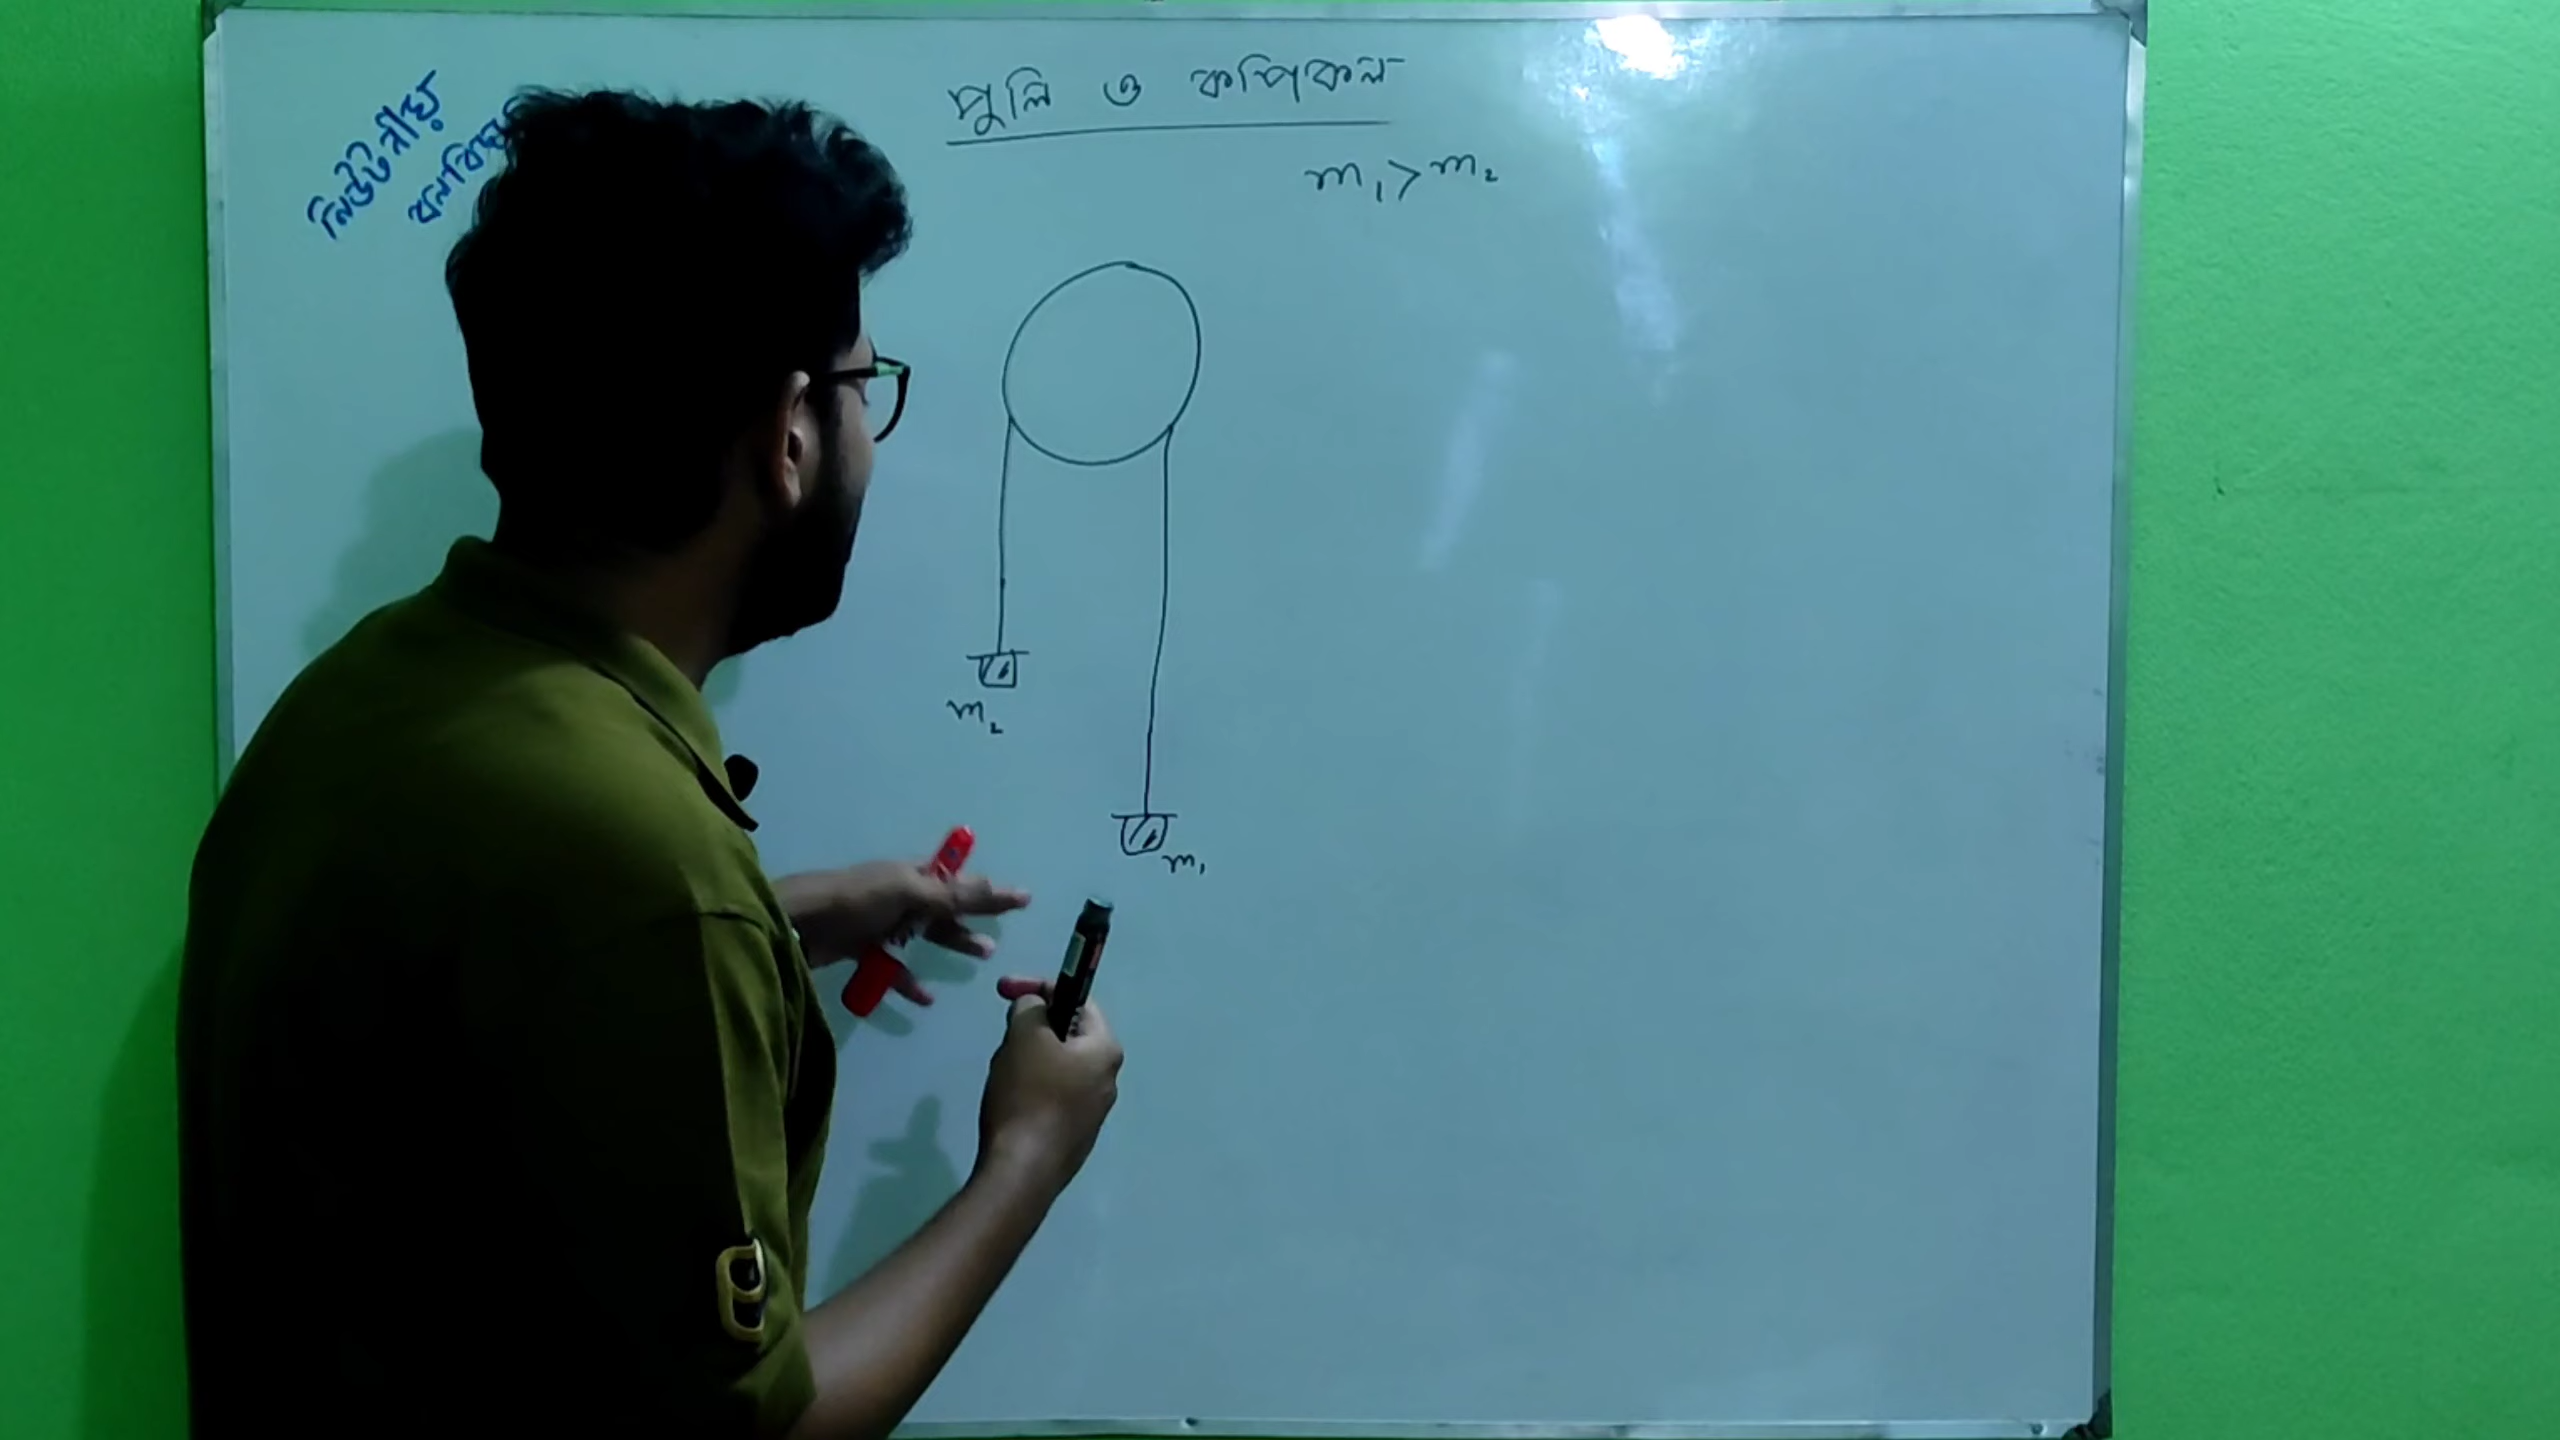 নিউটনীয়
পুলি ও কপিকল
m₁ > m₂
m₂
m₁